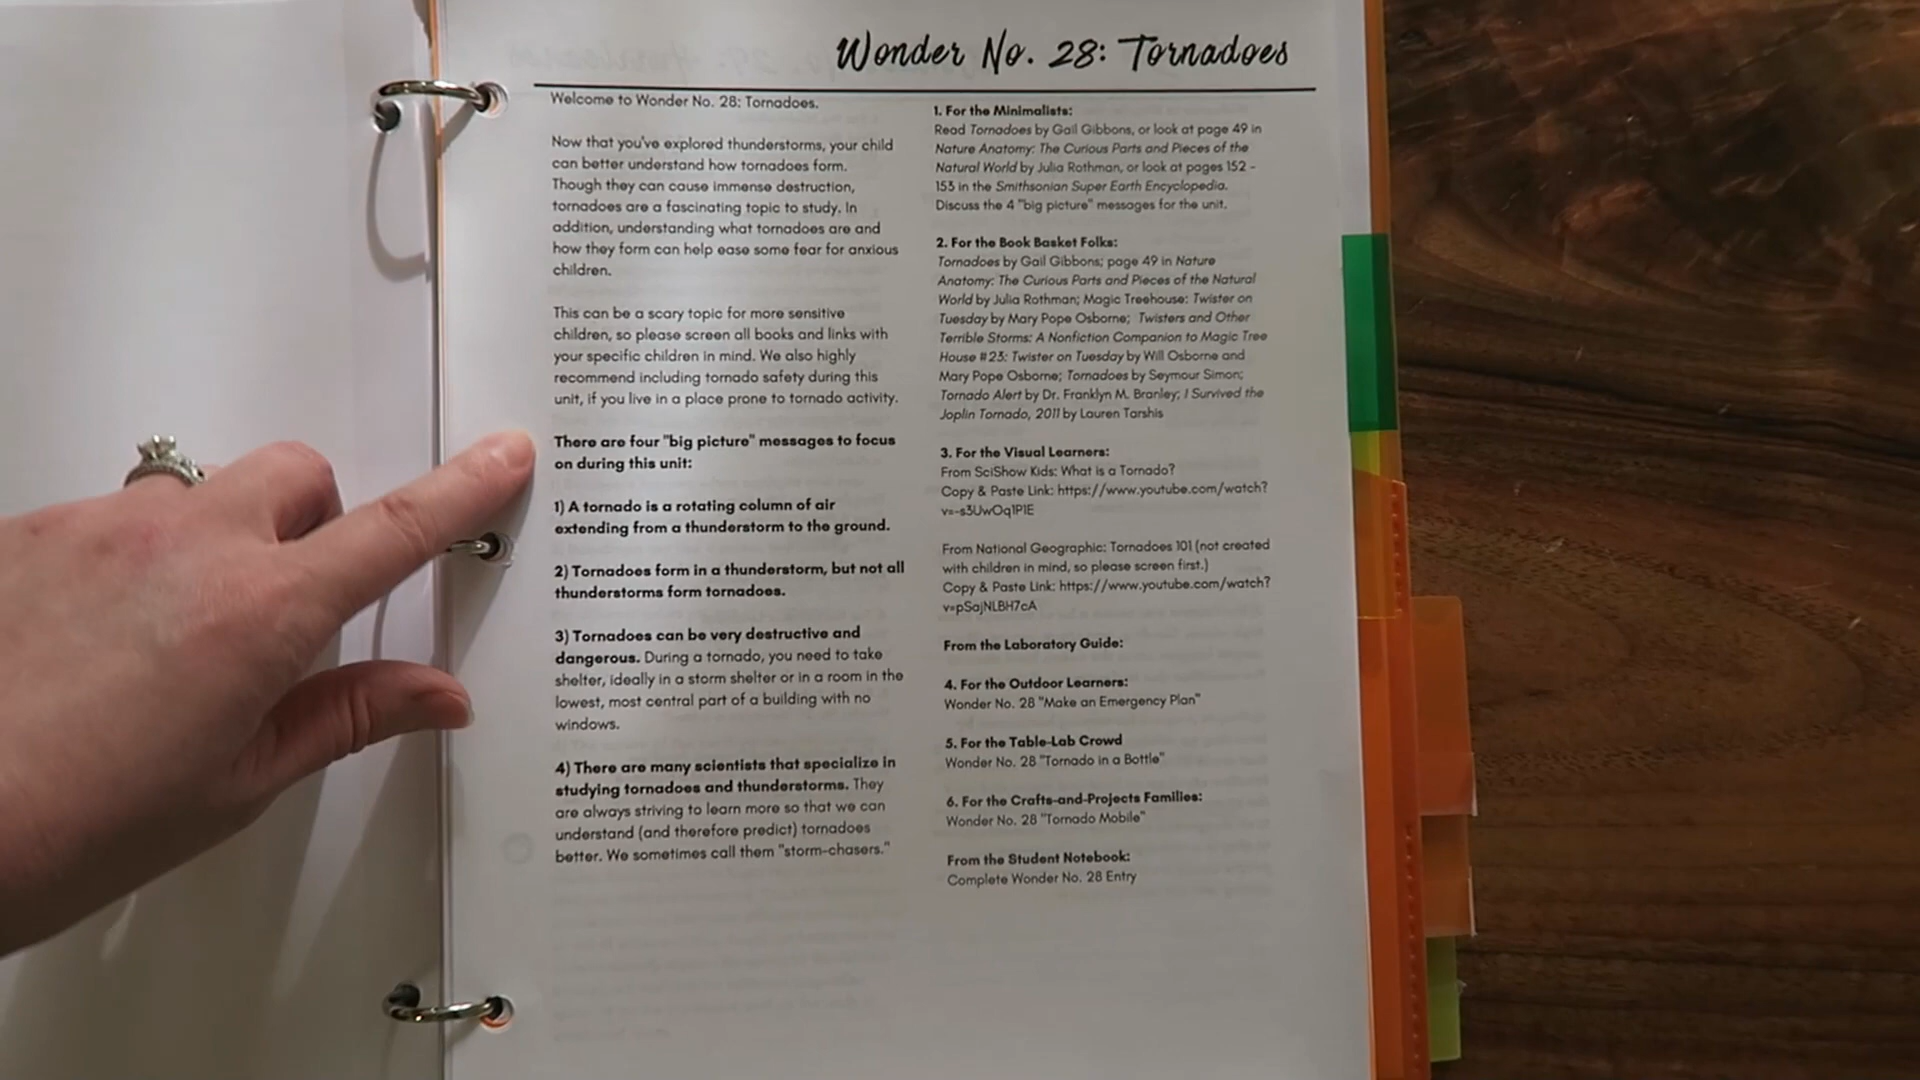 Wonder No. 28: Tornadoes
Welcome to Wonder No. 28: Tornadoes.
Now that you've explored thunderstorms, your child
can better understand how tornadoes form.
Though they can cause immense destruction,
tornadoes are a fascinating topic to study. In
addition, understanding what tornadoes are and
how they form can help ease some fear for anxious
children.
This can be a scary topic for more sensitive
children, so please screen all books and links with
your specific children in mind. We also highly
recommend including tornado safety during this
unit, if you live in a place prone to tornado activity.
There are four "big picture" messages to focus
on during this unit:
1) A tornado is a rotating column of air
extending from a thunderstorm to the ground.
2) Tornadoes form in a thunderstorm, but not all
thunderstorms form tornadoes.
3) Tornadoes can be very destructive and
dangerous. During a tornado, you need to take
shelter, ideally in a storm shelter or in a room in the
lowest, most central part of a building with no
windows.
4) There are many scientists that specialize in
studying tornadoes and thunderstorms. They
are always striving to learn more so that we can
understand (and therefore predict) tornadoes
better. We sometimes call them "storm-chasers."
1. For the Minimalists:
Read Tornadoes by Gail Gibbons, or look at page 49 in
Nature Anatomy: The Curious Parts and Pieces of the
Natural World by Julia Rothman, or look at pages 152 -
153 in the Smithsonian Super Earth Encyclopedia.
Discuss the 4 "big picture" messages for the unit.
2. For the Book Basket Folks:
Tornadoes by Gail Gibbons; page 49 in Nature
Anatomy: The Curious Parts and Pieces of the Natural
World by Julia Rothman; Magic Treehouse: Twister on
Tuesday by Mary Pope Osborne; Twisters and Other
Terrible Storms: A Nonfiction Companion to Magic Tree
House #23: Twister on Tuesday by Will Osborne and
Mary Pope Osborne; Tornadoes by Seymour Simon;
Tornado Alert by Dr. Franklyn M. Branley; I Survived the
Joplin Tornado, 2011 by Lauren Tarshis
3. For the Visual Learners:
From SciShow Kids: What is a Tornado?
Copy & Paste Link: https://www.youtube.com/watch?
v=-s3UwOq1P1E
From National Geographic: Tornadoes 101 (not created
with children in mind, so please screen first.)
Copy & Paste Link: https://www.youtube.com/watch?
v=pSajNLBH7cA
From the Laboratory Guide:
4. For the Outdoor Learners:
Wonder No. 28 "Make an Emergency Plan"
5. For the Table-Lab Crowd
Wonder No. 28 "Tornado in a Bottle"
6. For the Crafts-and-Projects Families:
Wonder No. 28 "Tornado Mobile"
From the Student Notebook:
Complete Wonder No. 28 Entry